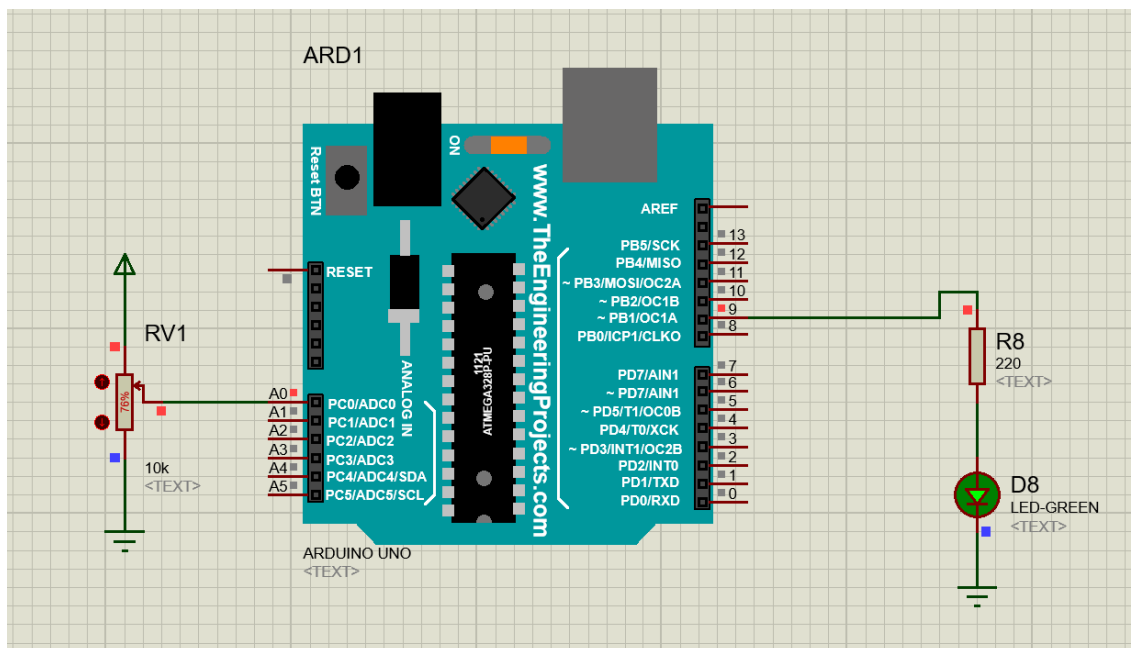 ARD1
ON
Reset BTN
www.TheEngineeringProjects.com
AREF
13
PB5/SCK
12
PB4/MISO
11
~ PB3/MOSI/OC2A
10
~ PB2/OC1B
9
~ PB1/OC1A
8
PB0/ICP1/CLKO
RESET
RV1
76%
10k
<TEXT>
ANALOG IN
1121
ATMEGA328P-PU
A0
PC0/ADC0
A1
PC1/ADC1
A2
PC2/ADC2
A3
PC3/ADC3
A4
PC4/ADC4/SDA
A5
PC5/ADC5/SCL
7
PD7/AIN1
6
~ PD7/AIN1
5
~ PD5/T1/OC0B
4
PD4/T0/XCK
3
~ PD3/INT1/OC2B
2
PD2/INT0
1
PD1/TXD
0
PD0/RXD
ARDUINO UNO
<TEXT>
R8
220
<TEXT>
D8
LED-GREEN
<TEXT>